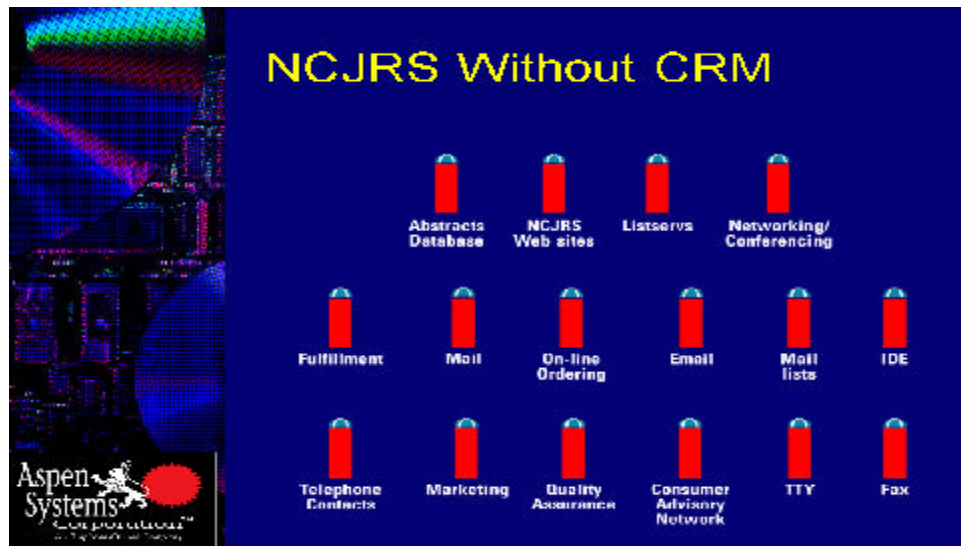 NCJRS Without CRM
Abstracts
Database
NCJRS
Web sites
Listservs
Networking/
Conferencing
Fulfillment
Mail
On-line
Ordering
Email
Mail
lists
IDE
Telephone
Contacts
Marketing
Quality
Assurance
Consumer
Advisory
Network
TTY
Fax
Aspen
Systems
Corporation™